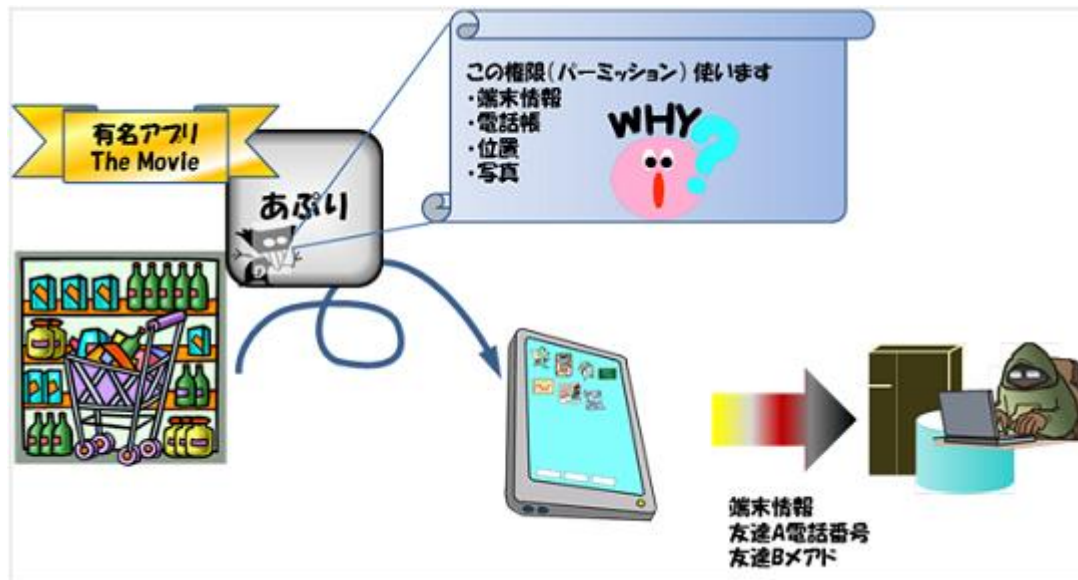 有名アプリ
The Movie
あぷり
この権限(パーミッション)使います
・端末情報
・電話帳
・位置
・写真
WHY?
端末情報
友達A電話番号
友達Bメアド